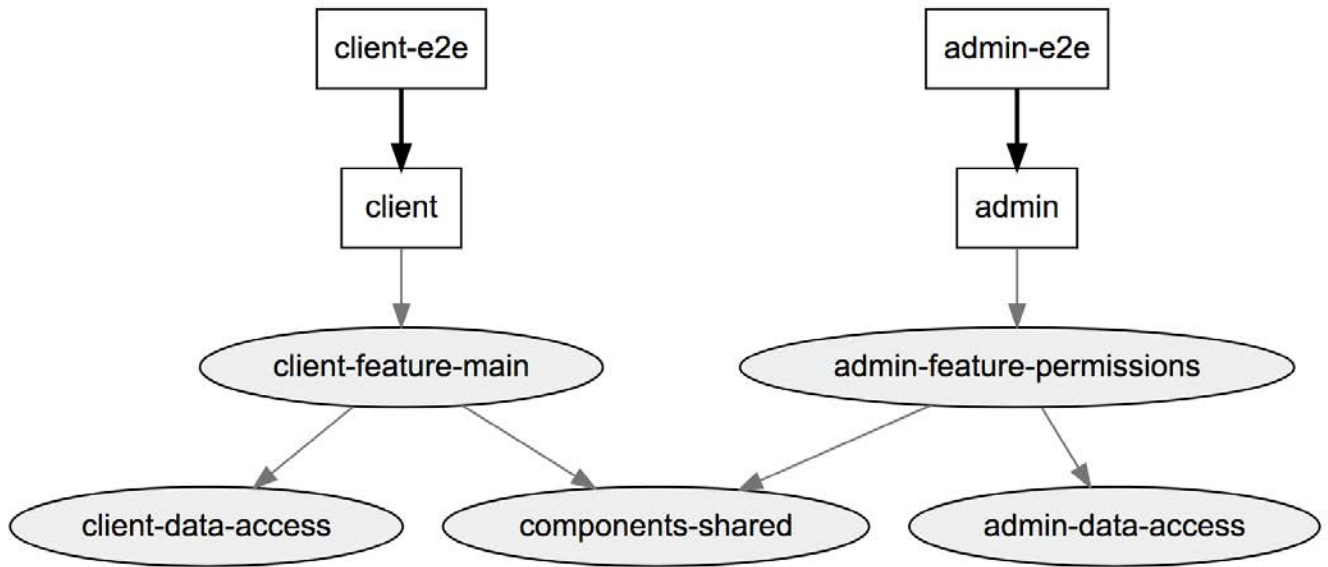 client-e2e
admin-e2e
client
admin
client-feature-main
admin-feature-permissions
client-data-access
components-shared
admin-data-access